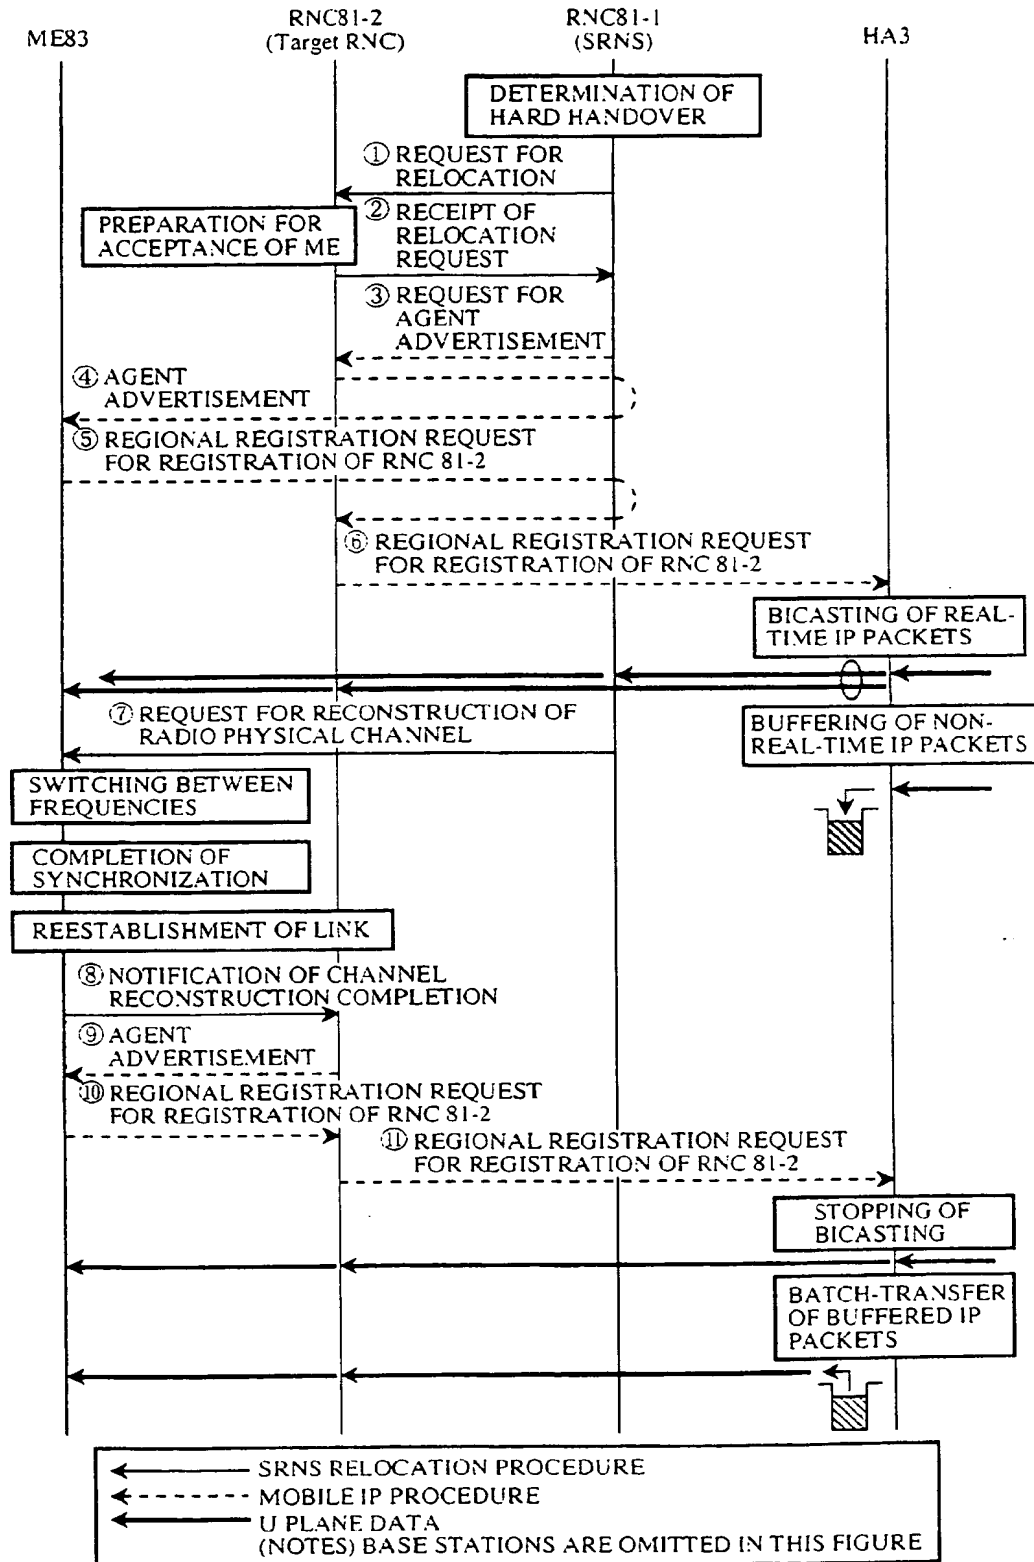 ME83
RNC81-2
(Target RNC)
RNC81-1
(SRNS)
HA3
DETERMINATION OF
HARD HANDOVER
① REQUEST FOR
RELOCATION
PREPARATION FOR
ACCEPTANCE OF ME
② RECEIPT OF
RELOCATION
REQUEST
③ REQUEST FOR
AGENT
ADVERTISEMENT
④ AGENT
ADVERTISEMENT
⑤ REGIONAL REGISTRATION REQUEST
FOR REGISTRATION OF RNC 81-2
⑥ REGIONAL REGISTRATION REQUEST
FOR REGISTRATION OF RNC 81-2
BICASTING OF REAL-
TIME IP PACKETS
⑦ REQUEST FOR RECONSTRUCTION OF
RADIO PHYSICAL CHANNEL
BUFFERING OF NON-
REAL-TIME IP PACKETS
SWITCHING BETWEEN
FREQUENCIES
COMPLETION OF
SYNCHRONIZATION
REESTABLISHMENT OF LINK
⑧ NOTIFICATION OF CHANNEL
RECONSTRUCTION COMPLETION
⑨ AGENT
ADVERTISEMENT
⑩ REGIONAL REGISTRATION REQUEST
FOR REGISTRATION OF RNC 81-2
⑪ REGIONAL REGISTRATION REQUEST
FOR REGISTRATION OF RNC 81-2
STOPPING OF
BICASTING
BATCH-TRANSFER
OF BUFFERED IP
PACKETS
SRNS RELOCATION PROCEDURE
MOBILE IP PROCEDURE
U PLANE DATA
(NOTES) BASE STATIONS ARE OMITTED IN THIS FIGURE